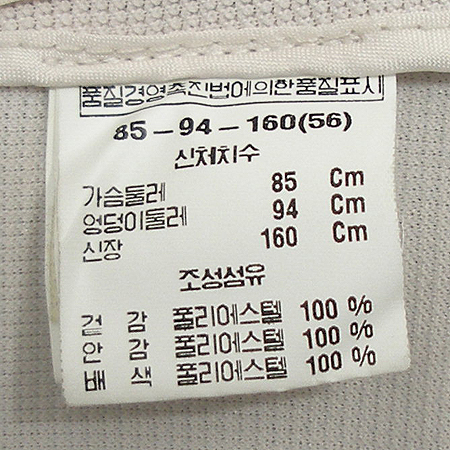 품질경영촉진법에의한품질표시
85-94-160(56)
신체치수
가슴둘레 85 Cm
엉덩이둘레 94 Cm
신장 160 Cm
조성섬유
겉 감 폴리에스텔 100 %
안 감 폴리에스텔 100 %
배 색 폴리에스텔 100 %